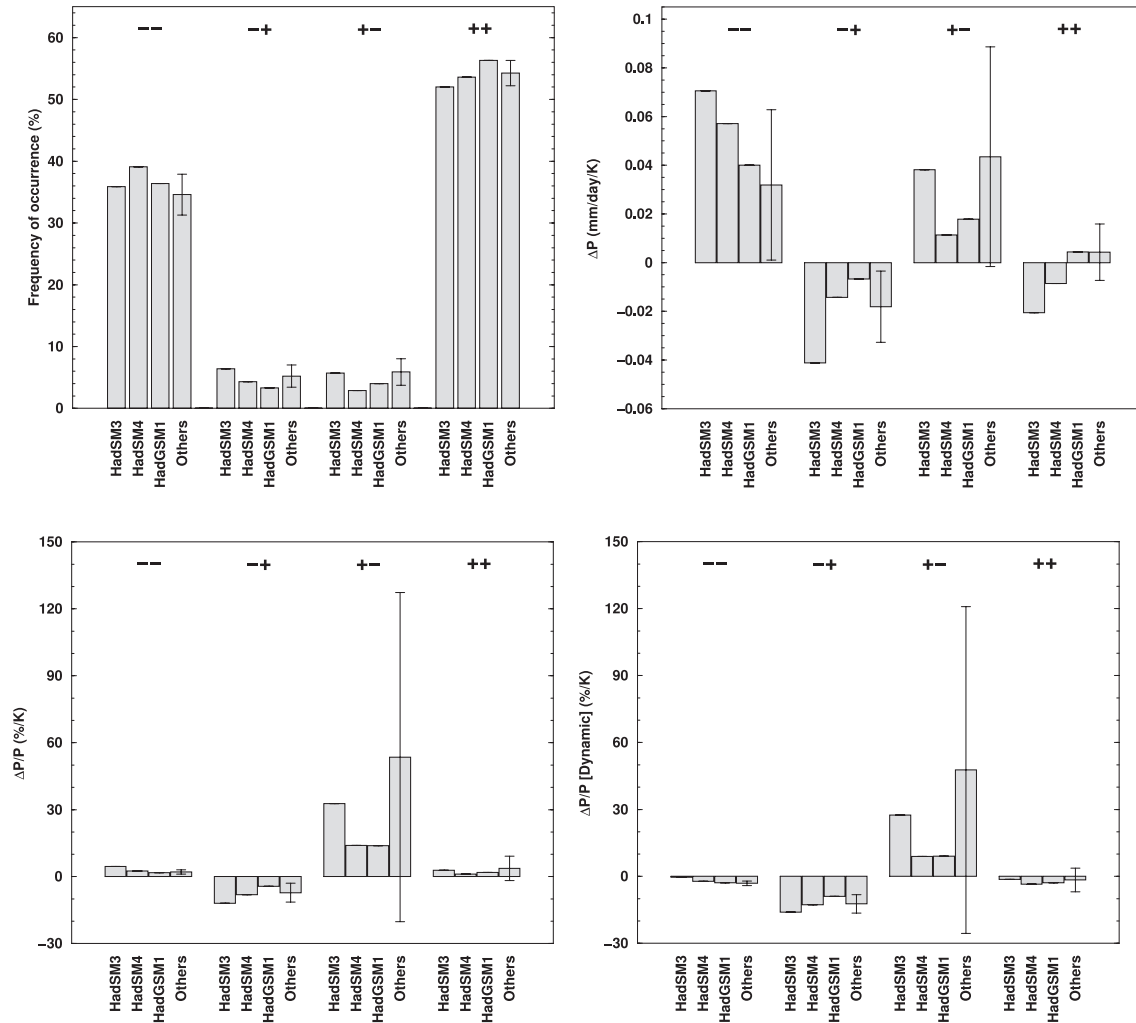 Frequency of occurrence (%)
60
50
40
30
20
10
0
−− −+ +− ++
HadSM3 HadSM4 HadGSM1 Others HadSM3 HadSM4 HadGSM1 Others HadSM3 HadSM4 HadGSM1 Others HadSM3 HadSM4 HadGSM1 Others
ΔP (mm/day/K)
0.1
0.08
0.06
0.04
0.02
0
−0.02
−0.04
−0.06
−− −+ +− ++
HadSM3 HadSM4 HadGSM1 Others HadSM3 HadSM4 HadGSM1 Others HadSM3 HadSM4 HadGSM1 Others HadSM3 HadSM4 HadGSM1 Others
ΔP/P (%/K)
150
120
90
60
30
0
−30
−− −+ +− ++
HadSM3 HadSM4 HadGSM1 Others HadSM3 HadSM4 HadGSM1 Others HadSM3 HadSM4 HadGSM1 Others HadSM3 HadSM4 HadGSM1 Others
ΔP/P [Dynamic] (%/K)
150
120
90
60
30
0
−30
−− −+ +− ++
HadSM3 HadSM4 HadGSM1 Others HadSM3 HadSM4 HadGSM1 Others HadSM3 HadSM4 HadGSM1 Others HadSM3 HadSM4 HadGSM1 Others